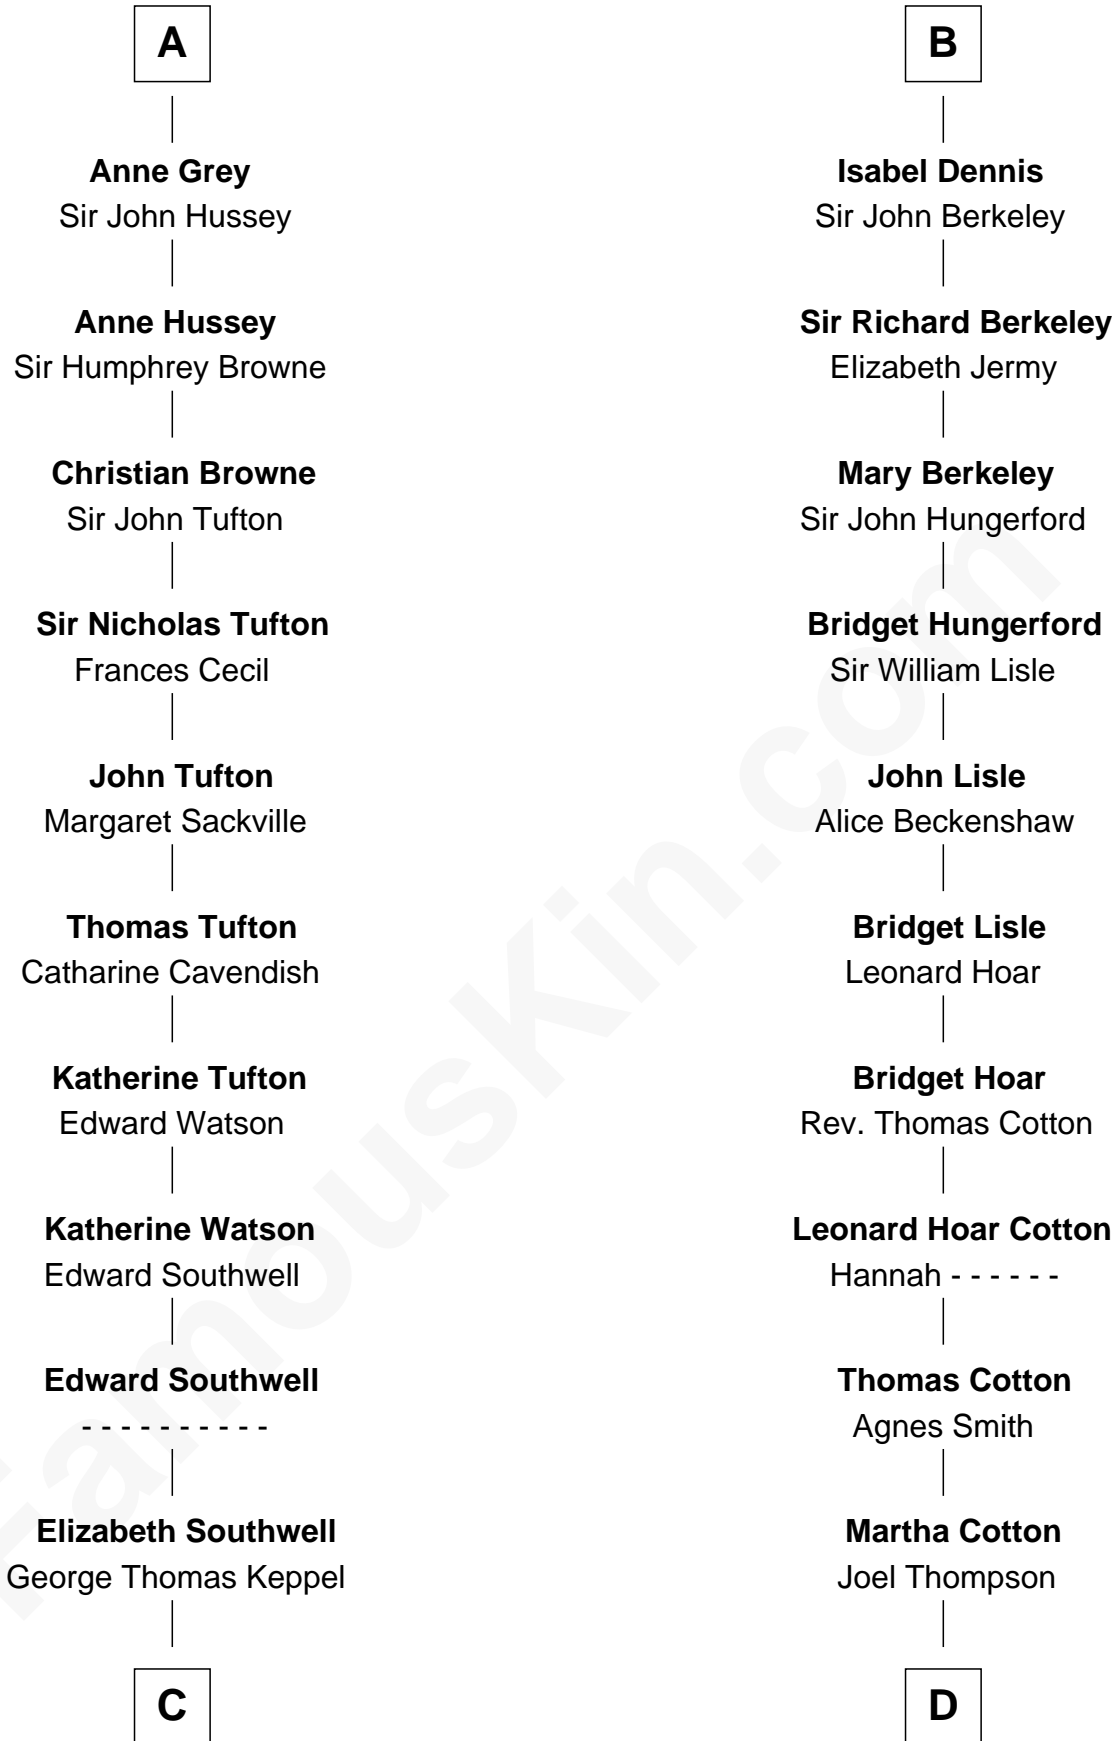 A
Anne Grey
Sir John Hussey
Anne Hussey
Sir Humphrey Browne
Christian Browne
Sir John Tufton
Sir Nicholas Tufton
Frances Cecil
John Tufton
Margaret Sackville
Thomas Tufton
Catharine Cavendish
Katherine Tufton
Edward Watson
Katherine Watson
Edward Southwell
Edward Southwell
- - - - - - - - - -
Elizabeth Southwell
George Thomas Keppel
C
B
Isabel Dennis
Sir John Berkeley
Sir Richard Berkeley
Elizabeth Jermy
Mary Berkeley
Sir John Hungerford
Bridget Hungerford
Sir William Lisle
John Lisle
Alice Beckenshaw
Bridget Lisle
Leonard Hoar
Bridget Hoar
Rev. Thomas Cotton
Leonard Hoar Cotton
Hannah - - - - - -
Thomas Cotton
Agnes Smith
Martha Cotton
Joel Thompson
D
FamousKin.com